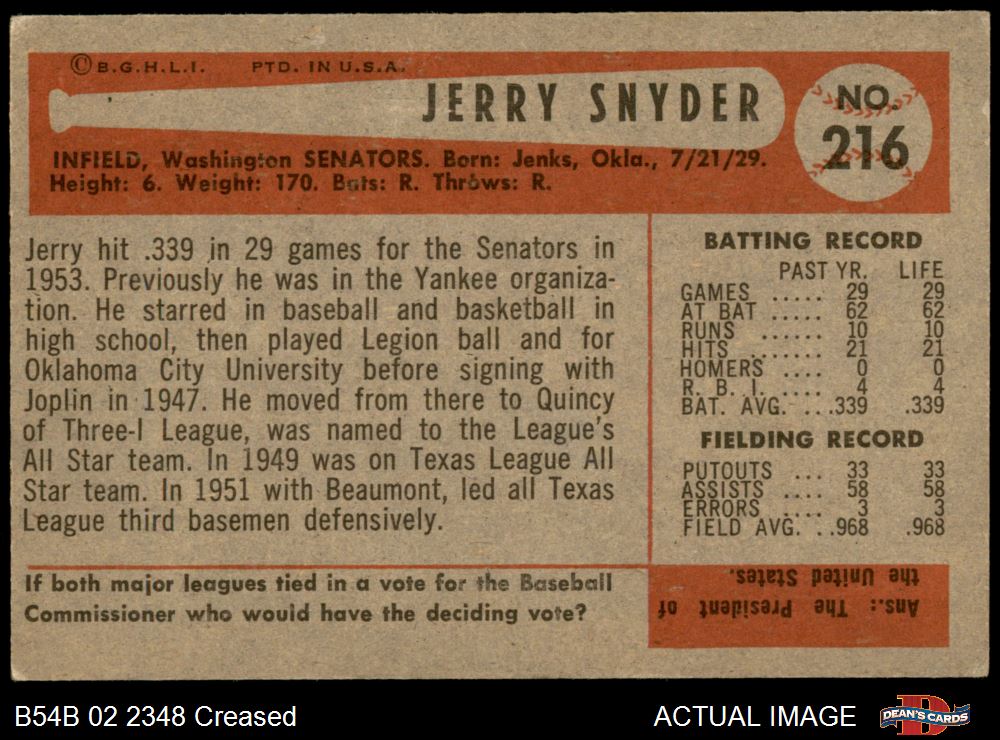 © B.G.H.L.I. PTD. IN U.S.A.
JERRY SNYDER
NO.
216
INFIELD, Washington SENATORS. Born: Jenks, Okla., 7/21/29.
Height: 6. Weight: 170. Bats: R. Throws: R.
Jerry hit .339 in 29 games for the Senators in
1953. Previously he was in the Yankee organiza-
tion. He starred in baseball and basketball in
high school, then played Legion ball and for
Oklahoma City University before signing with
Joplin in 1947. He moved from there to Quincy
of Three-I League, was named to the League's
All Star team. In 1949 was on Texas League All
Star team. In 1951 with Beaumont, led all Texas
League third basemen defensively.
BATTING RECORD
PAST YR. LIFE
GAMES ..... 29 29
AT BAT ..... 62 62
RUNS ..... 10 10
HITS ....... 21 21
HOMERS .... 0 0
R. B. I. .... 4 4
BAT. AVG. ...339 .339
FIELDING RECORD
PUTOUTS ... 33 33
ASSISTS .... 58 58
ERRORS .... 3 3
FIELD AVG. ..968 .968
If both major leagues tied in a vote for the Baseball
Commissioner who would have the deciding vote?
Ans.: The President of
the United States.
B54B 02 2348 Creased
ACTUAL IMAGE
DEAN'S CARDS